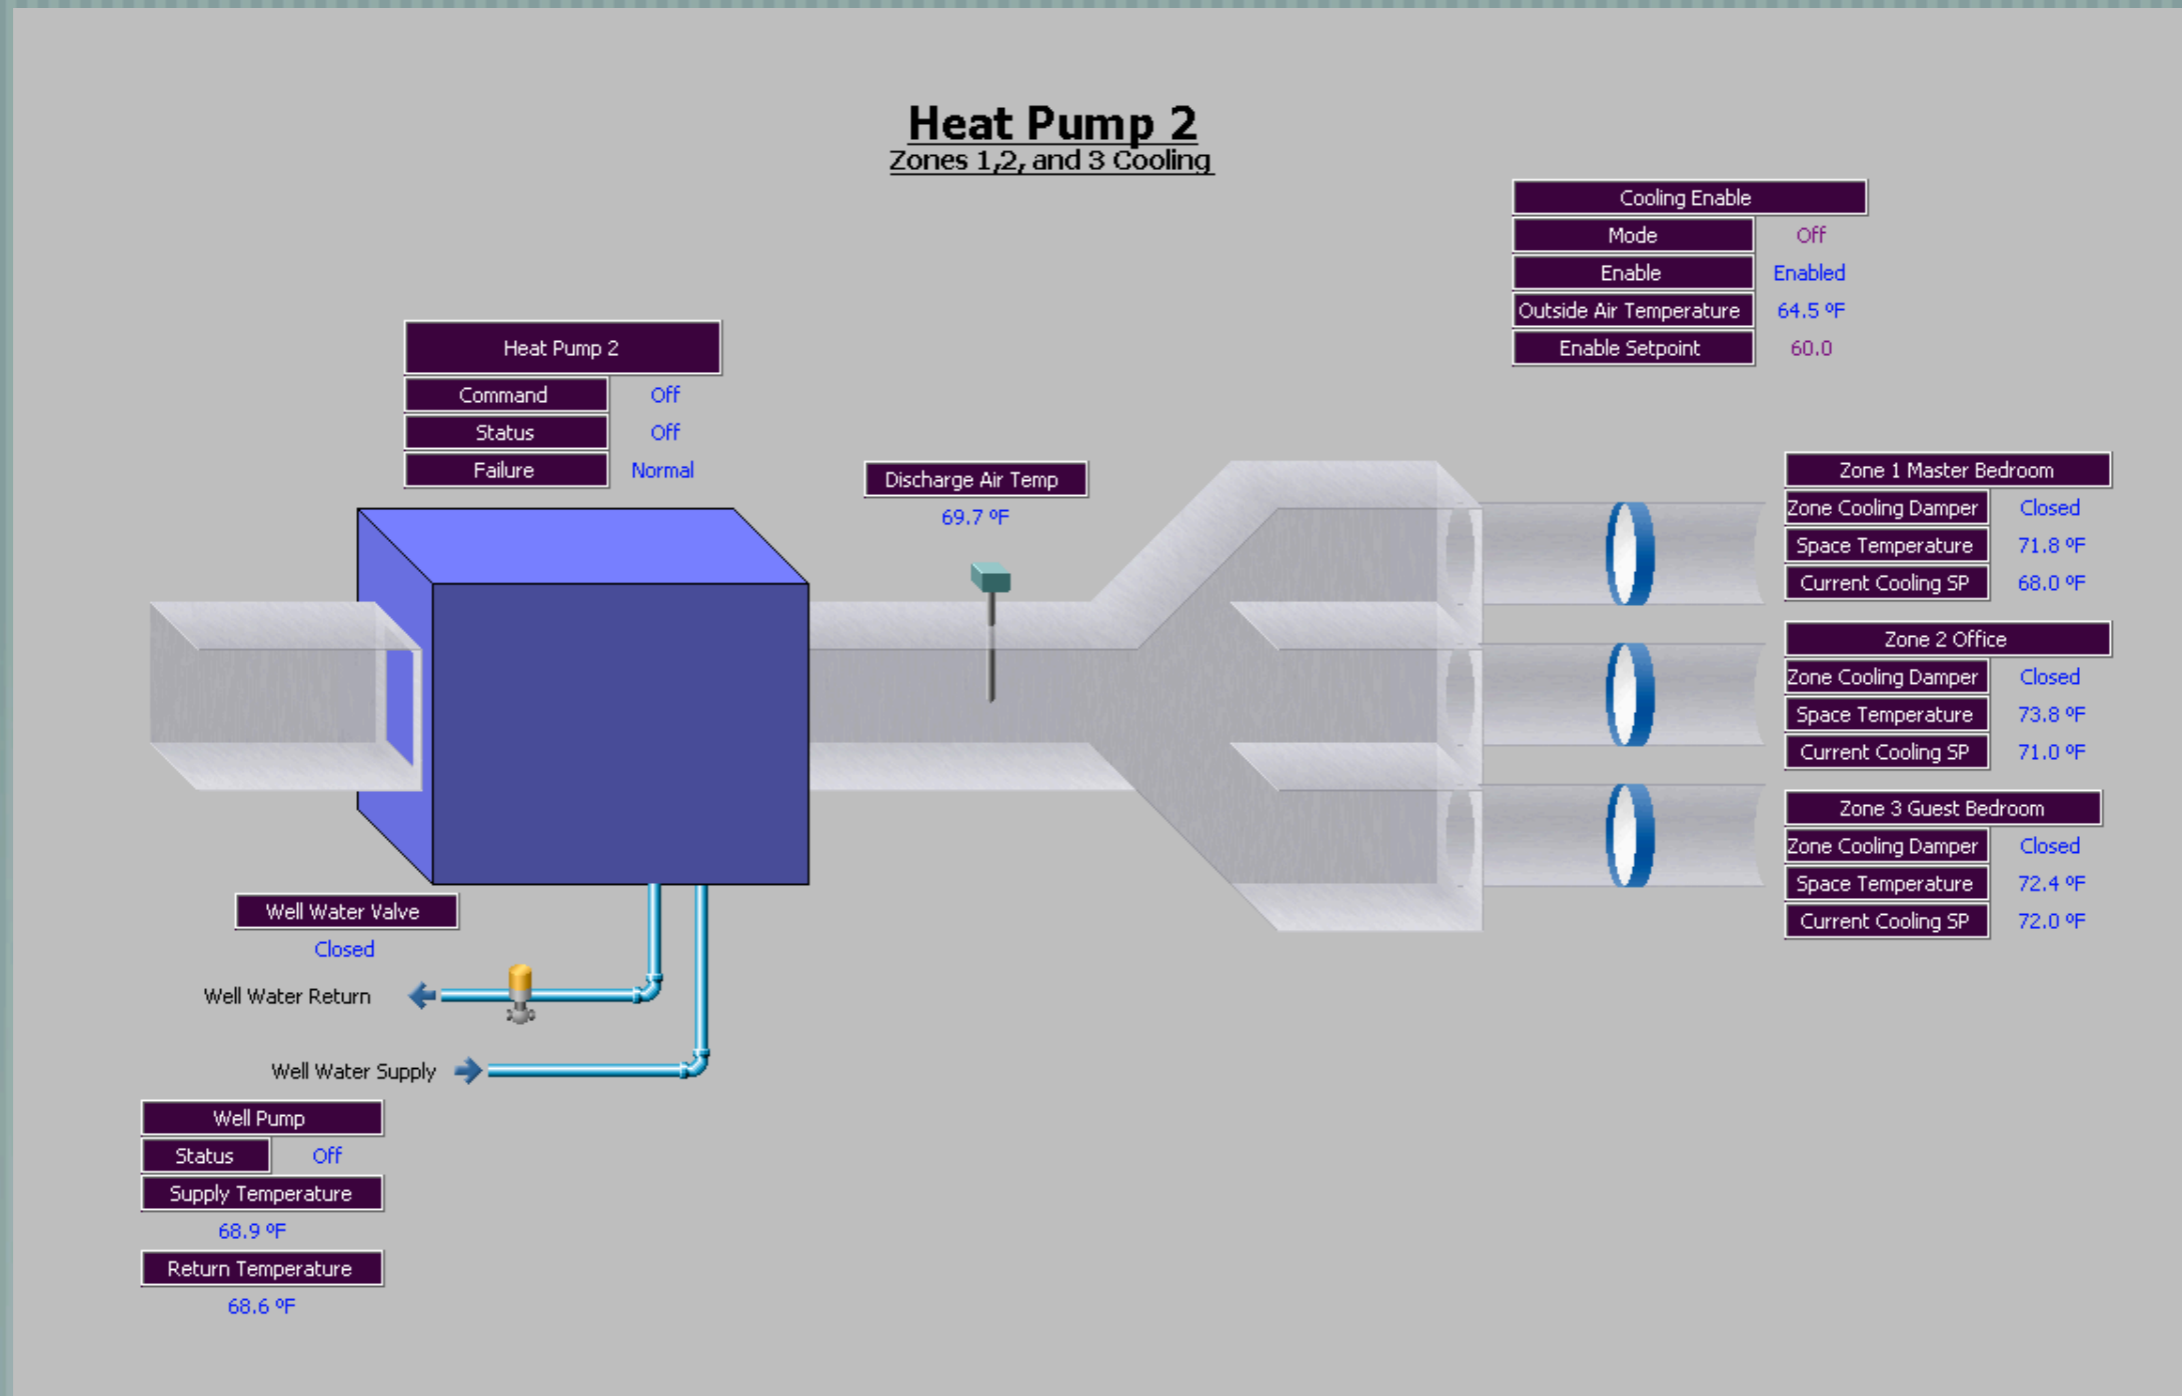 Heat Pump 2
Zones 1,2, and 3 Cooling
Cooling Enable
Mode Off
Enable Enabled
Outside Air Temperature 64.5 ºF
Enable Setpoint 60.0
Heat Pump 2
Command Off
Status Off
Failure Normal
Discharge Air Temp
69.7 ºF
Zone 1 Master Bedroom
Zone Cooling Damper Closed
Space Temperature 71.8 ºF
Current Cooling SP 68.0 ºF
Zone 2 Office
Zone Cooling Damper Closed
Space Temperature 73.8 ºF
Current Cooling SP 71.0 ºF
Zone 3 Guest Bedroom
Zone Cooling Damper Closed
Space Temperature 72.4 ºF
Current Cooling SP 72.0 ºF
Well Water Valve
Closed
Well Water Return
Well Water Supply
Well Pump
Status Off
Supply Temperature
68.9 ºF
Return Temperature
68.6 ºF